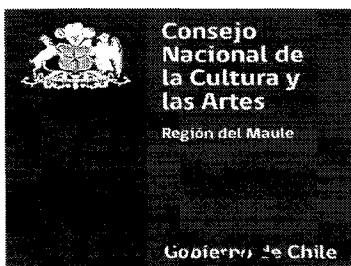 Consejo
Nacional de
la Cultura y
las Artes
Región del Maule
Gobierno de Chile